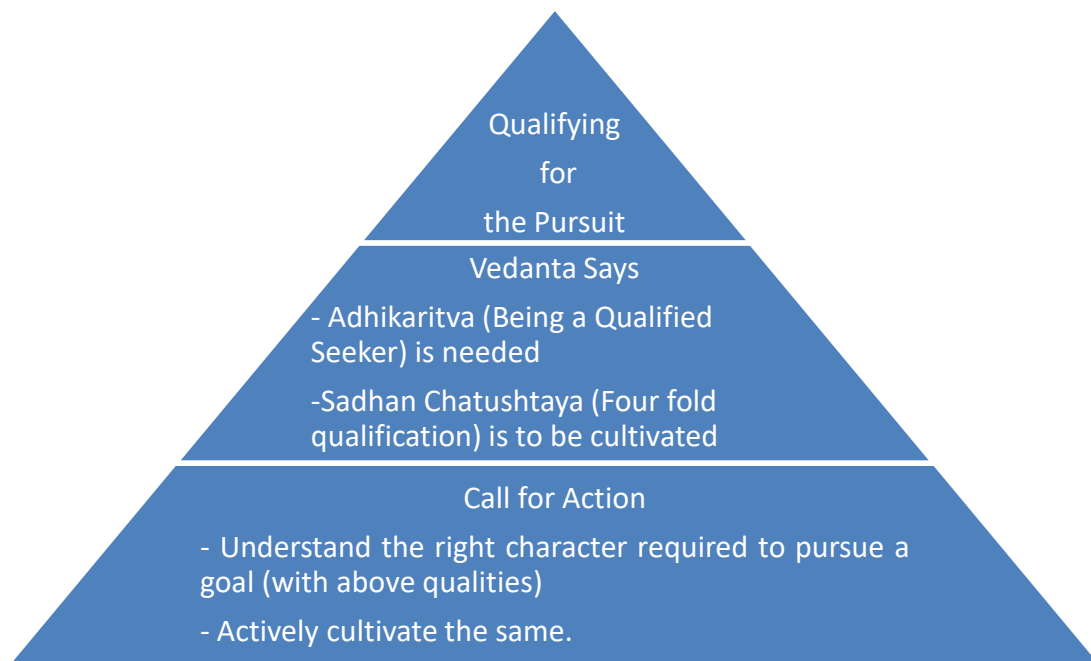 Qualifying
for
the Pursuit
Vedanta Says
- Adhikaritva (Being a Qualified
Seeker) is needed
-Sadhan Chatushtaya (Four fold
qualification) is to be cultivated
Call for Action
- Understand the right character required to pursue a
goal (with above qualities)
- Actively cultivate the same.